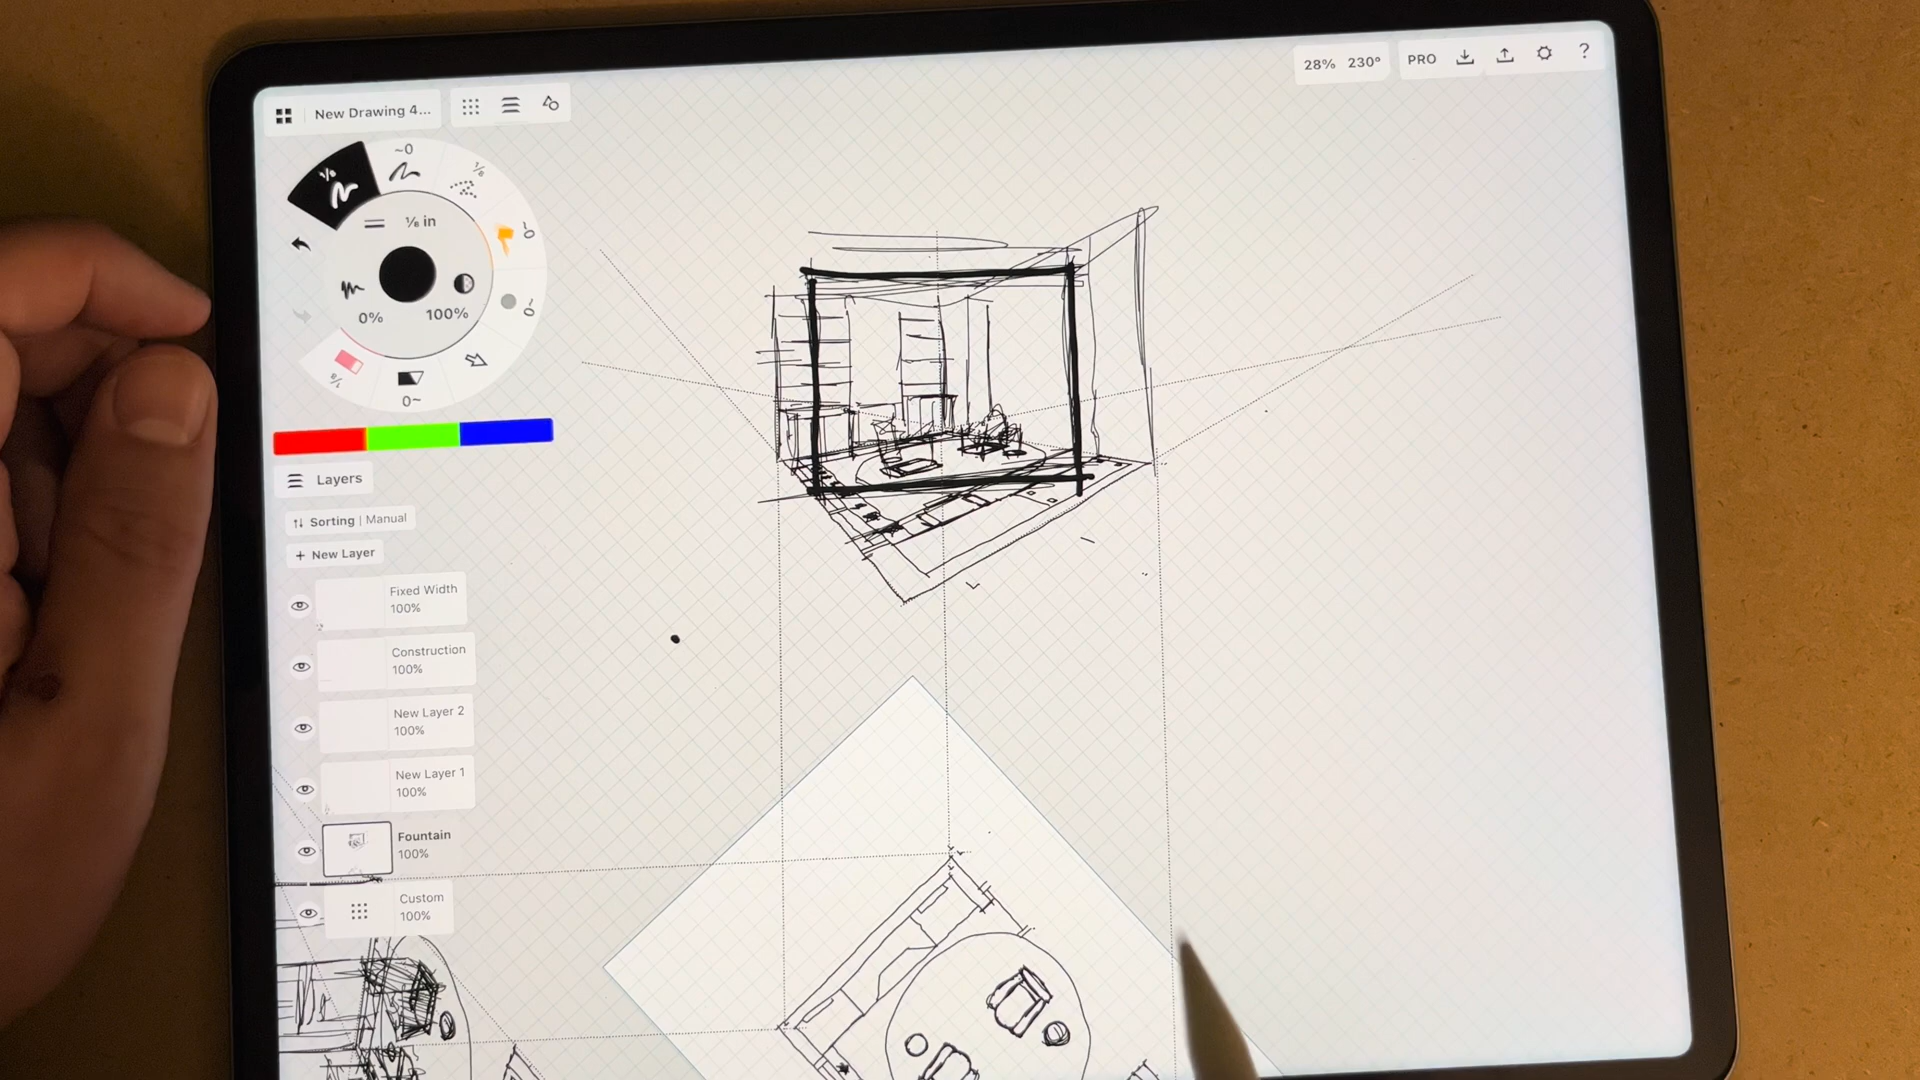 New Drawing 4...
28% 230°
PRO
?
~0
⅛ in
0%
100%
0~
Layers
Sorting | Manual
+ New Layer
Fixed Width
100%
Construction
100%
New Layer 2
100%
New Layer 1
100%
Fountain
100%
Custom
100%